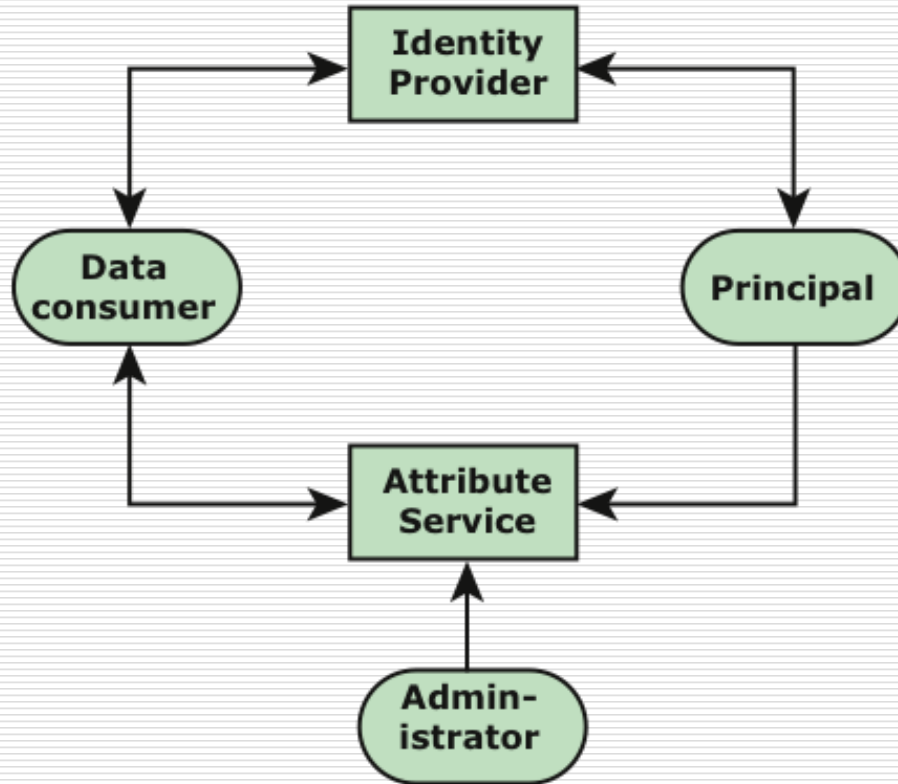 Identity
Provider
Data
consumer
Principal
Attribute
Service
Admin-
istrator